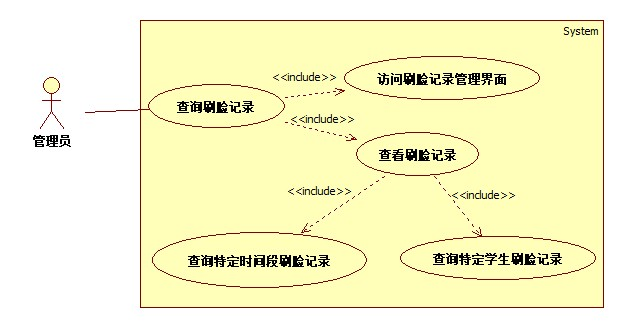 System
<<include>>
访问刷脸记录管理界面
查询刷脸记录
<<include>>
管理员
查看刷脸记录
<<include>>
<<include>>
查询特定时间段刷脸记录
查询特定学生刷脸记录